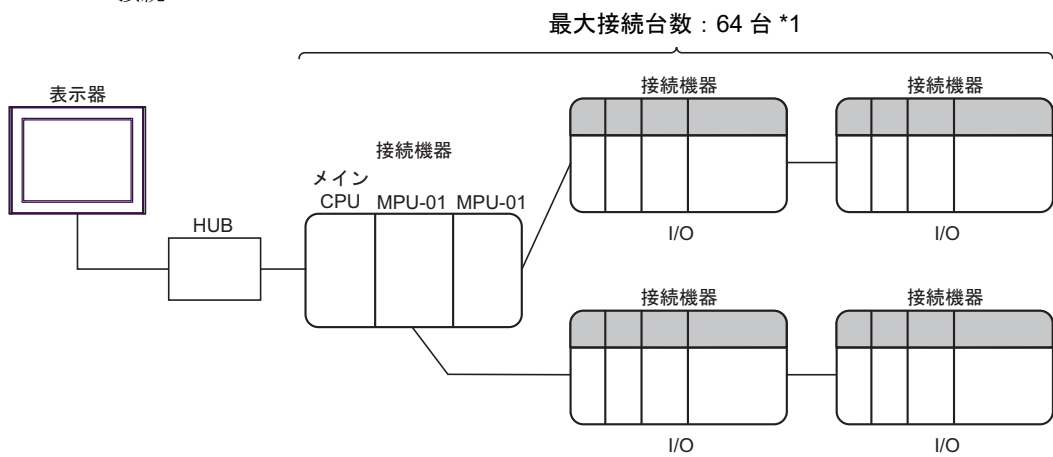 最大接続台数：64 台 *1
表示器
HUB
接続機器
メイン
CPU MPU-01 MPU-01
接続機器
I/O
接続機器
I/O
接続機器
I/O
接続機器
I/O